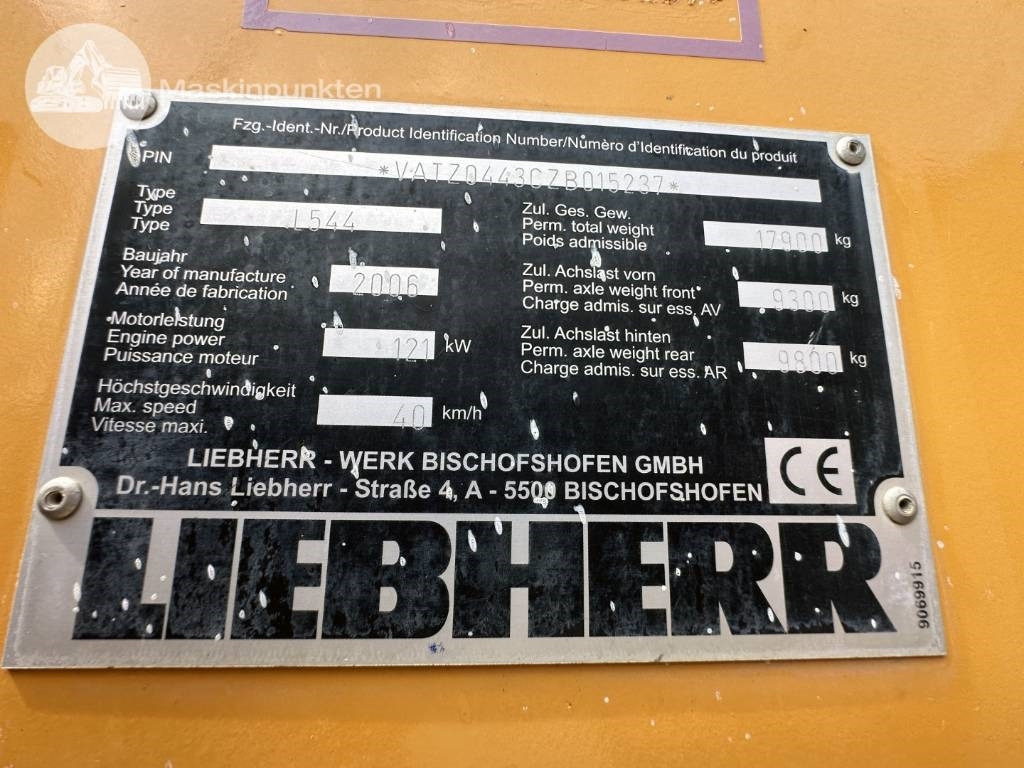 Maskinpunkten
Fzg.-Ident.-Nr./Product Identification Number/Numèro d'Identification du produit
PIN *VATZ0443CZB015237*
Type
Type L544
Type
Baujahr
Year of manufacture 2006
Année de fabrication
Motorleistung
Engine power 121 kW
Puissance moteur
Höchstgeschwindigkeit
Max. speed 40 km/h
Vitesse maxi.
Zul. Ges. Gew.
Perm. total weight 17900 kg
Poids admissible
Zul. Achslast vorn
Perm. axle weight front 9300 kg
Charge admis. sur ess. AV
Zul. Achslast hinten
Perm. axle weight rear 9800 kg
Charge admis. sur ess. AR
LIEBHERR - WERK BISCHOFSHOFEN GMBH
Dr.-Hans Liebherr - Straße 4, A - 5500 BISCHOFSHOFEN
CE
LIEBHERR
9069915